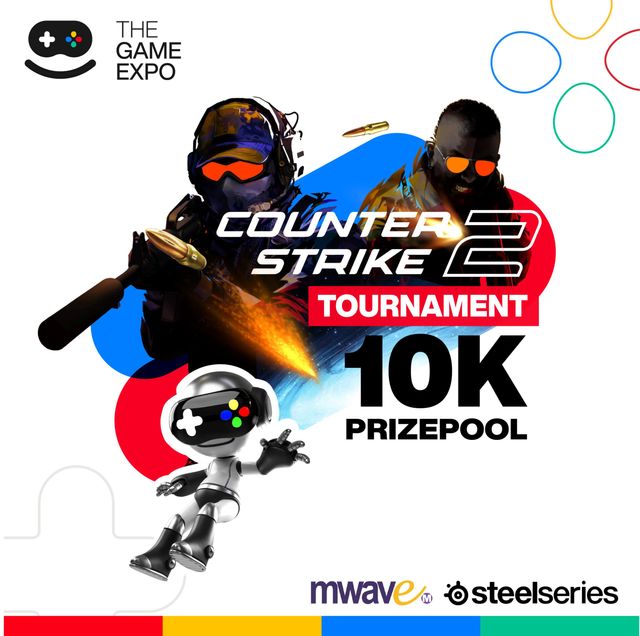 THE
GAME
EXPO
COUNTER
STRIKE 2
TOURNAMENT
10K
PRIZEPOOL
mwave M steelseries